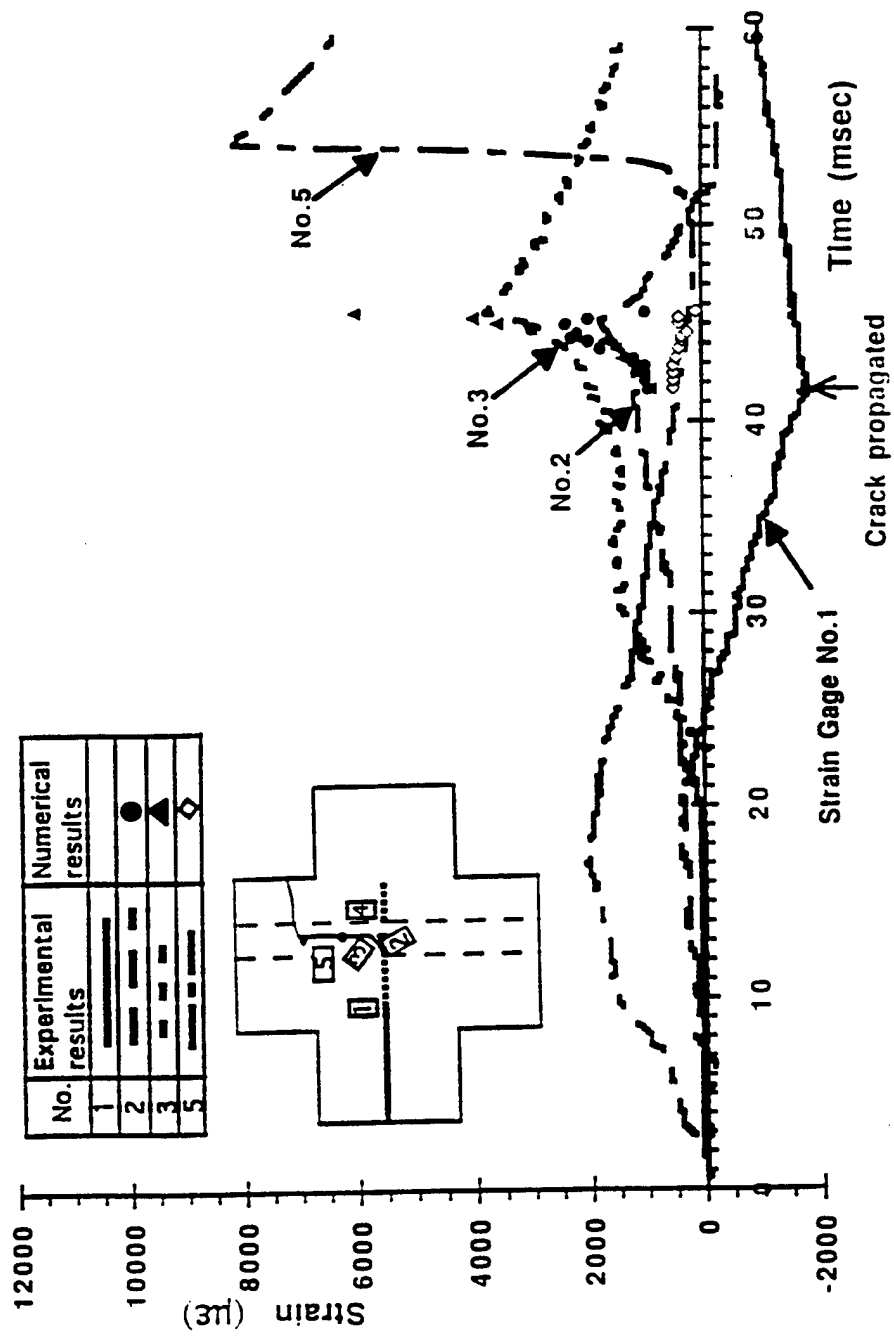 12000
10000
8000
6000
4000
2000
0
-2000
Strain (με)
No. Experimental results Numerical results
1
2
3
5
1
2
3
4
5
No.5
No.3
No.2
Strain Gage No.1
Crack propagated
0 10 20 30 40 50 60
Time (msec)